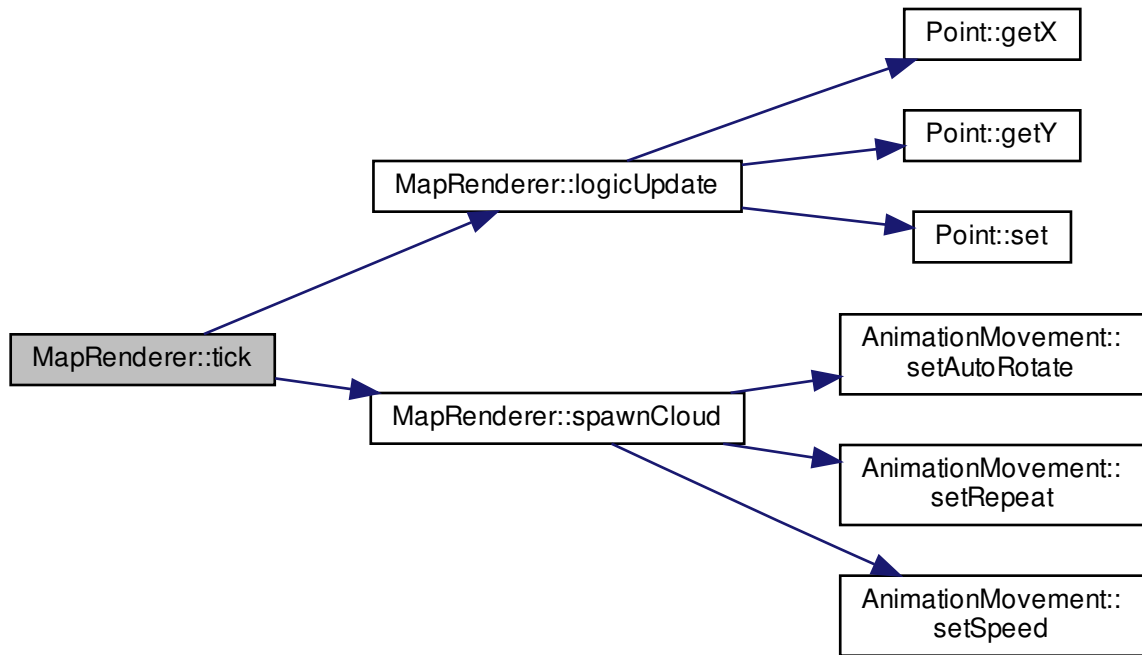 Point::getX
Point::getY
MapRenderer::logicUpdate
Point::set
MapRenderer::tick
AnimationMovement::
setAutoRotate
MapRenderer::spawnCloud
AnimationMovement::
setRepeat
AnimationMovement::
setSpeed